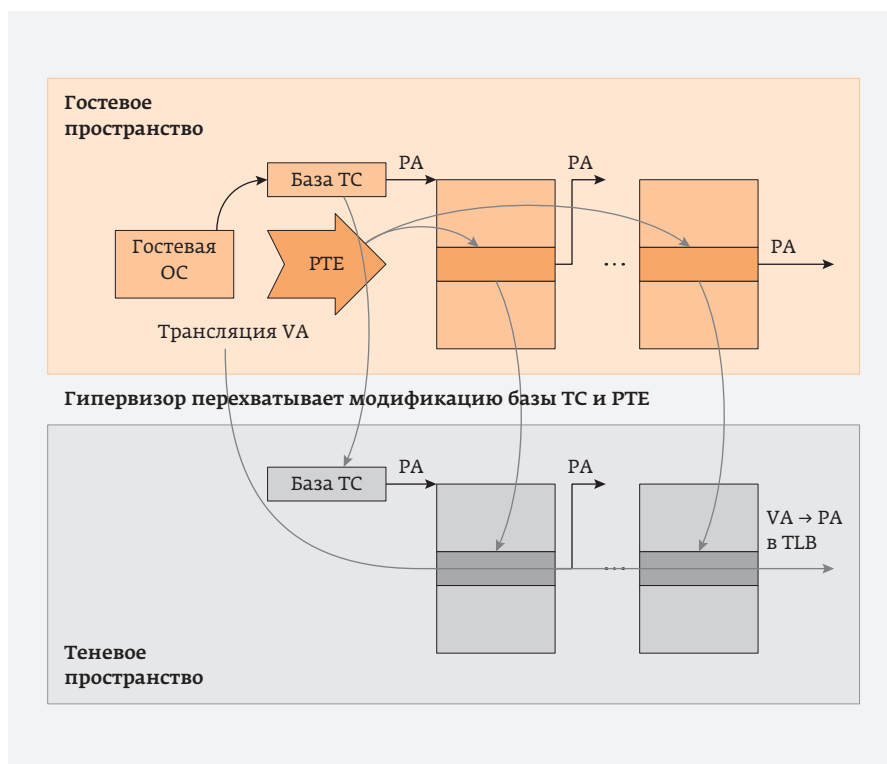 Гостевое
пространство
База ТС
PA
PA
Гостевая
ОС
PTE
...
PA
Трансляция VA
Гипервизор перехватывает модификацию базы ТС и PTE
База ТС
PA
PA
VA → PA
в TLB
...
Теневое
пространство